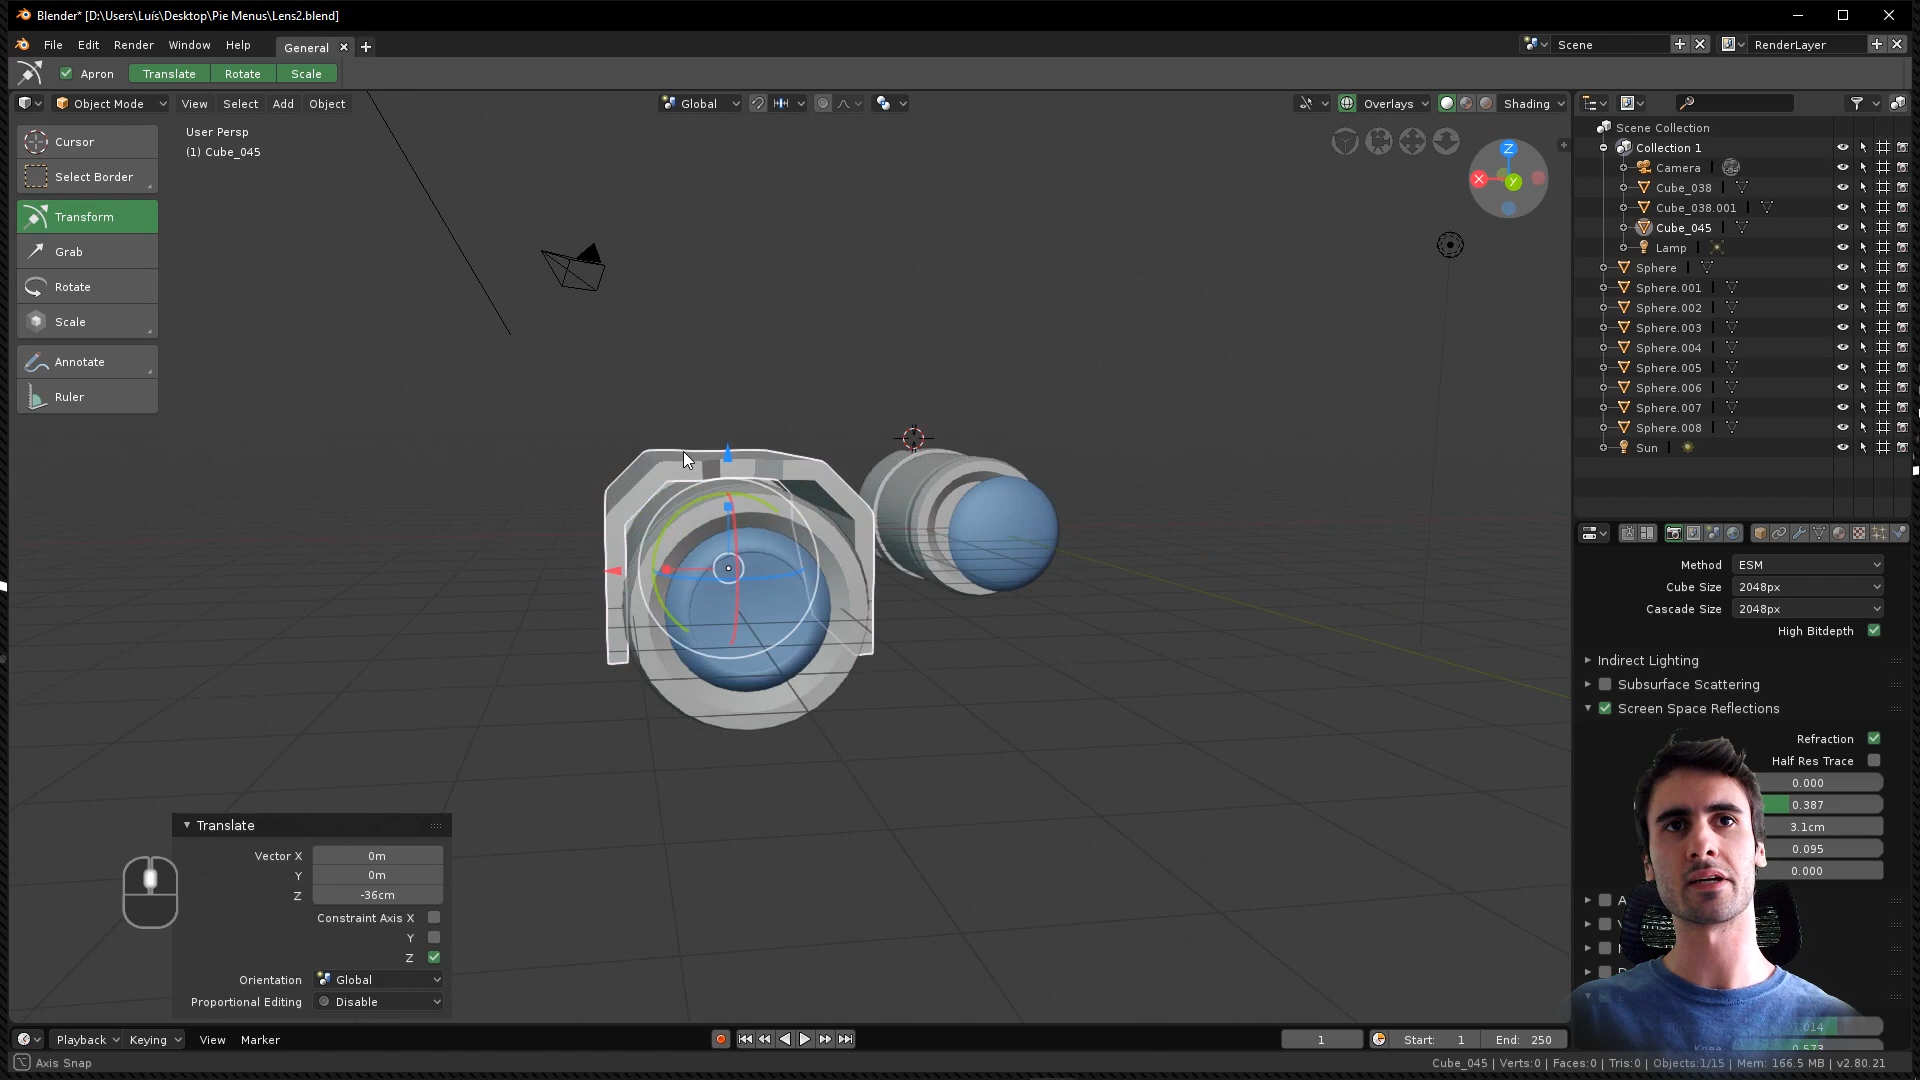 Blender* [D:\Users\Luís\Desktop\Pie Menus\Lens2.blend]
File Edit Render Window Help General Scene RenderLayer
Apron Translate Rotate Scale
Object Mode View Select Add Object Global Overlays Shading
User Persp
(1) Cube_045
Cursor
Select Border
Transform
Grab
Rotate
Scale
Annotate
Ruler
Z
X
Y
Scene Collection
Collection 1
Camera
Cube_038
Cube_038.001
Cube_045
Lamp
Sphere
Sphere.001
Sphere.002
Sphere.003
Sphere.004
Sphere.005
Sphere.006
Sphere.007
Sphere.008
Sun
Method ESM
Cube Size 2048px
Cascade Size 2048px
High Bitdepth
Indirect Lighting
Subsurface Scattering
Screen Space Reflections
Refraction
Half Res Trace
0.000
0.387
3.1cm
0.095
0.000
Translate
Vector X 0m
Y 0m
Z -36cm
Constraint Axis X
Y
Z
Orientation Global
Proportional Editing Disable
Playback Keying View Marker 1 Start: 1 End: 250
Axis Snap
Cube_045 | Verts:0 | Faces:0 | Tris:0 | Objects:1/15 | Mem: 166.5 MB | v2.80.21